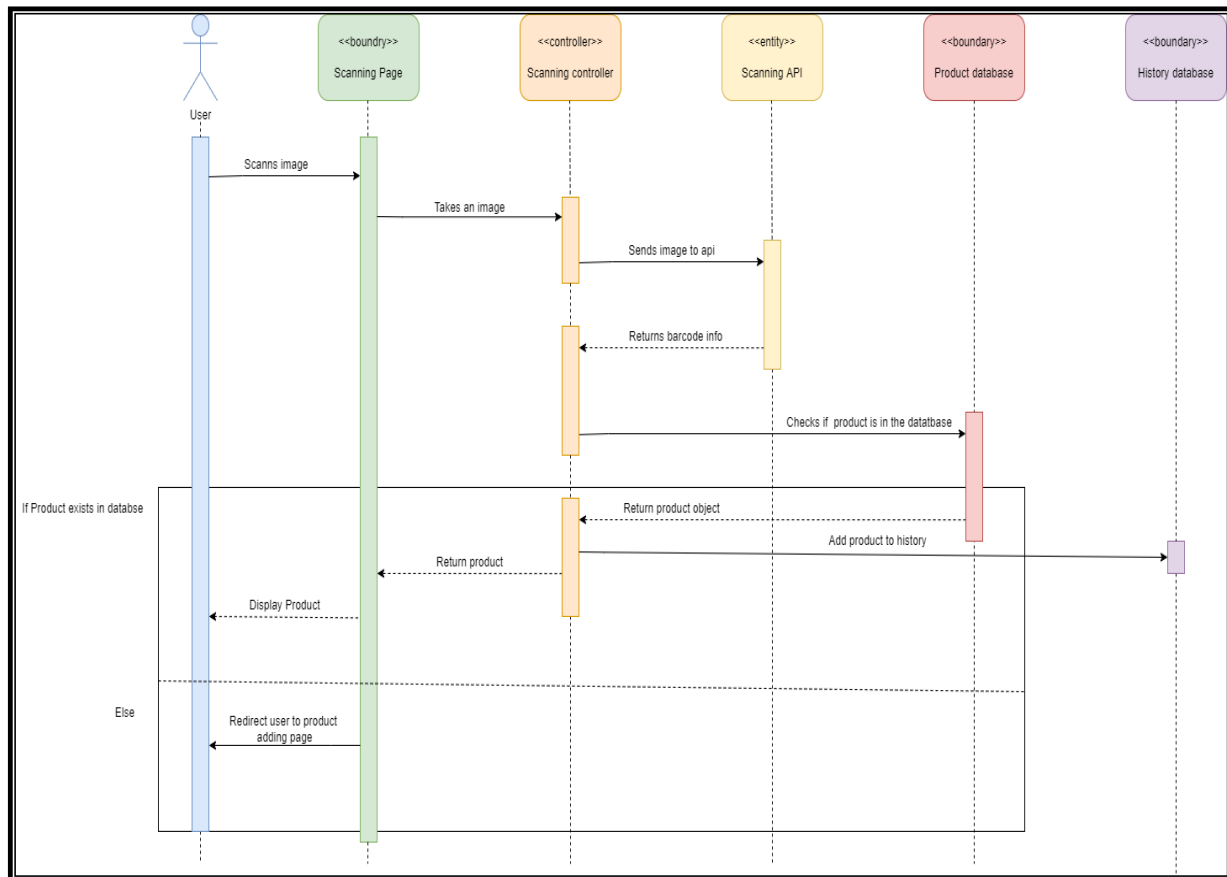 <<boundry>>
Scanning Page
<<controller>>
Scanning controller
<<entity>>
Scanning API
<<boundary>>
Product database
<<boundary>>
History database
User
Scanns image
Takes an image
Sends image to api
Returns barcode info
Checks if product is in the datatbase
If Product exists in databse
Return product object
Add product to history
Return product
Display Product
Else
Redirect user to product
adding page